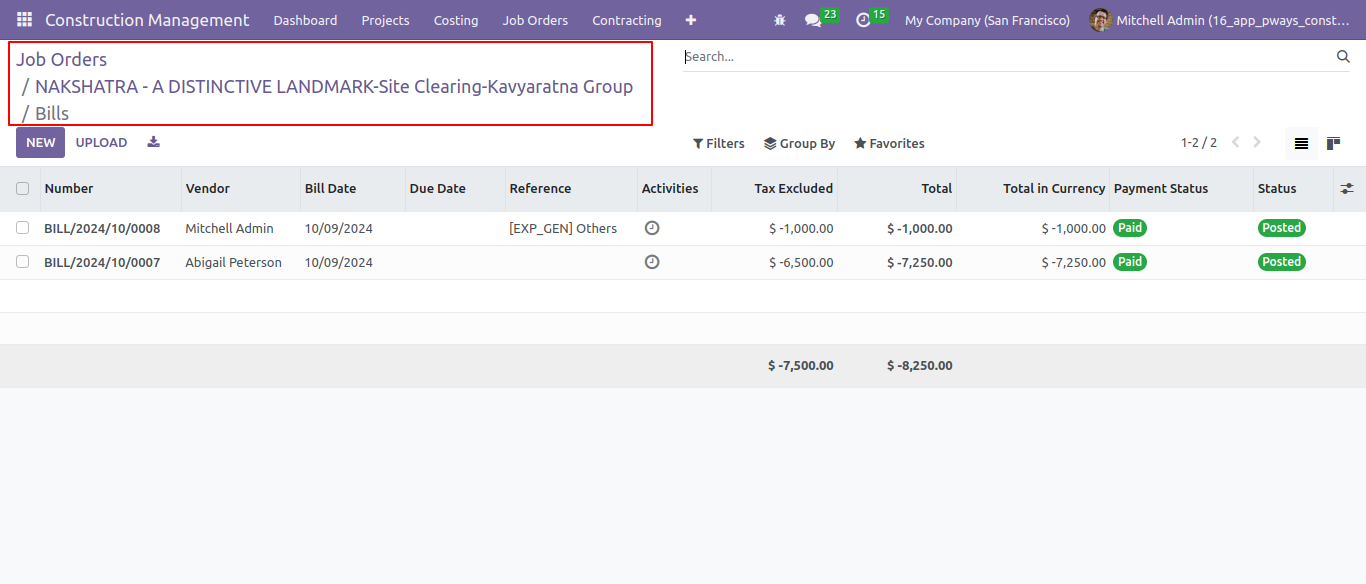 Construction Management Dashboard Projects Costing Job Orders Contracting 23 15 My Company (San Francisco) Mitchell Admin (16_app_pways_const...
Job Orders
/ NAKSHATRA - A DISTINCTIVE LANDMARK-Site Clearing-Kavyaratna Group
/ Bills
Search...
NEW UPLOAD Filters Group By Favorites 1-2 / 2
Number Vendor Bill Date Due Date Reference Activities Tax Excluded Total Total in Currency Payment Status Status
BILL/2024/10/0008 Mitchell Admin 10/09/2024 [EXP_GEN] Others $ -1,000.00 $ -1,000.00 $ -1,000.00 Paid Posted
BILL/2024/10/0007 Abigail Peterson 10/09/2024 $ -6,500.00 $ -7,250.00 $ -7,250.00 Paid Posted
$ -7,500.00 $ -8,250.00